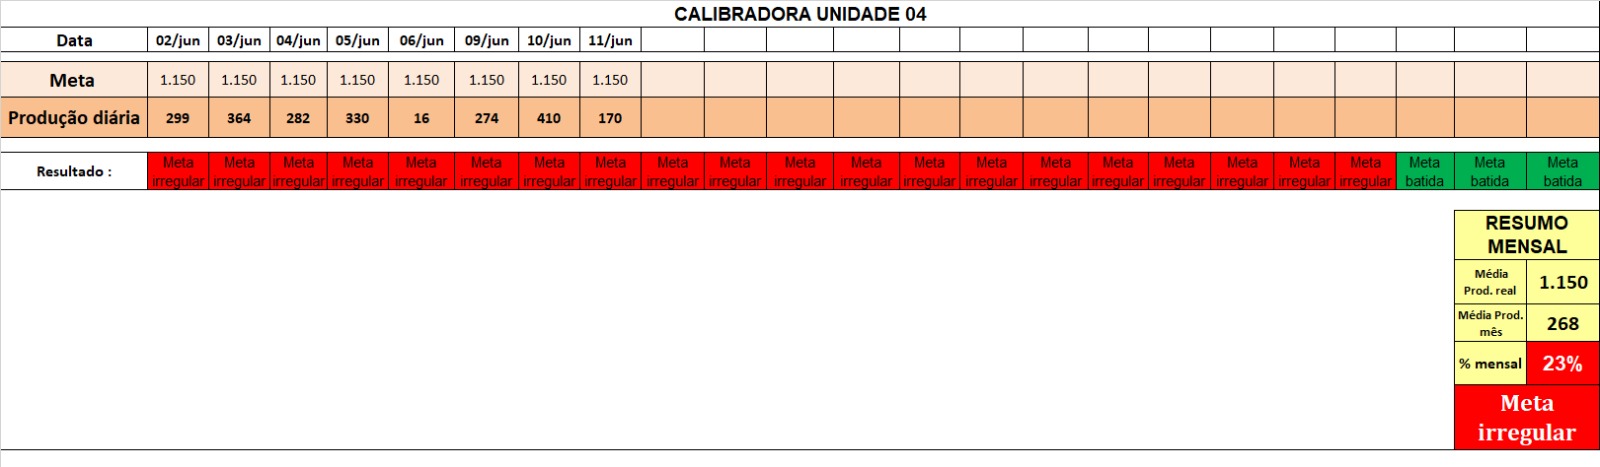 CALIBRADORA UNIDADE 04
Data 02/jun 03/jun 04/jun 05/jun 06/jun 09/jun 10/jun 11/jun
Meta 1.150 1.150 1.150 1.150 1.150 1.150 1.150 1.150
Produção diária 299 364 282 330 16 274 410 170
Resultado : Meta Meta Meta Meta Meta Meta Meta Meta Meta Meta Meta Meta Meta Meta Meta Meta Meta Meta Meta Meta Meta Meta Meta
irregular irregular irregular irregular irregular irregular irregular irregular irregular irregular irregular irregular irregular irregular irregular irregular irregular irregular irregular irregular batida batida batida
RESUMO
MENSAL
Média
Prod. real 1.150
Média Prod.
mês 268
% mensal 23%
Meta
irregular